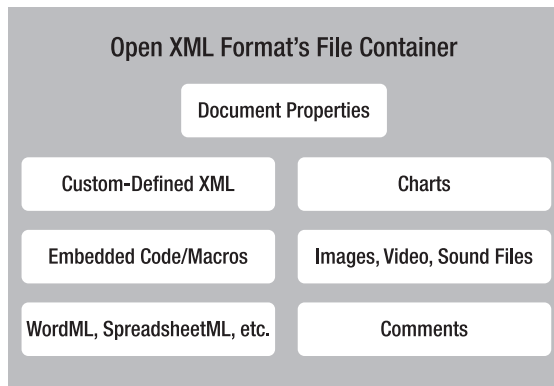 Open XML Format's File Container
Document Properties
Custom-Defined XML
Charts
Embedded Code/Macros
Images, Video, Sound Files
WordML, SpreadsheetML, etc.
Comments